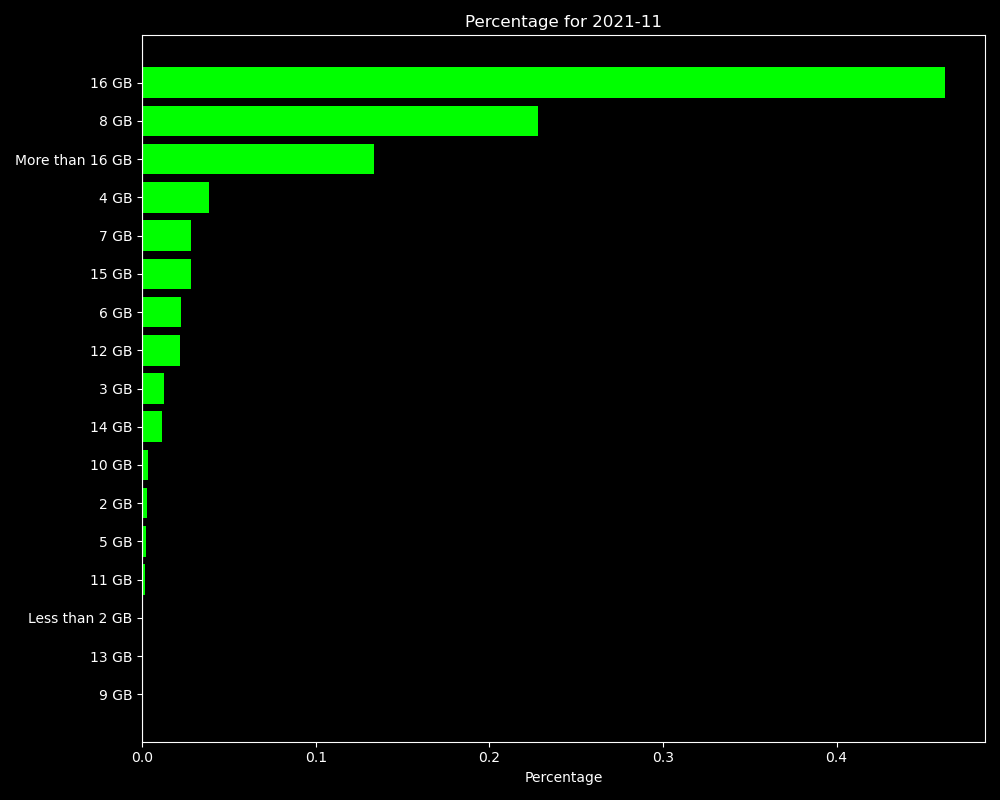 Percentage for 2021-11
16 GB
8 GB
More than 16 GB
4 GB
7 GB
15 GB
6 GB
12 GB
3 GB
14 GB
10 GB
2 GB
5 GB
11 GB
Less than 2 GB
13 GB
9 GB
0.0 0.1 0.2 0.3 0.4
Percentage